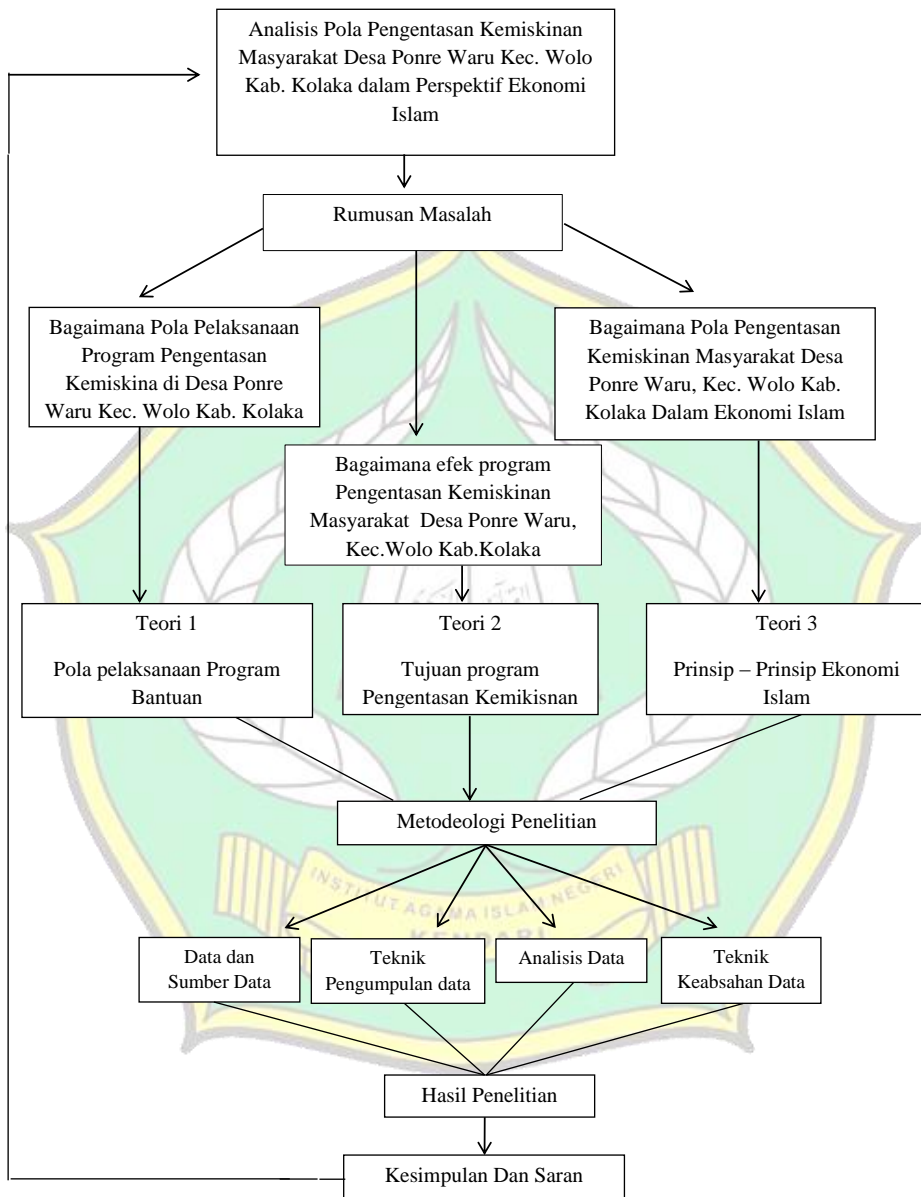 Analisis Pola Pengentasan Kemiskinan
Masyarakat Desa Ponre Waru Kec. Wolo
Kab. Kolaka dalam Perspektif Ekonomi
Islam
Rumusan Masalah
Bagaimana Pola Pelaksanaan
Program Pengentasan
Kemiskina di Desa Ponre
Waru Kec. Wolo Kab. Kolaka
Bagaimana Pola Pengentasan
Kemiskinan Masyarakat Desa
Ponre Waru, Kec. Wolo Kab.
Kolaka Dalam Ekonomi Islam
Bagaimana efek program
Pengentasan Kemiskinan
Masyarakat Desa Ponre Waru,
Kec.Wolo Kab.Kolaka
Teori 1
Pola pelaksanaan Program
Bantuan
Teori 2
Tujuan program
Pengentasan Kemikisnan
Teori 3
Prinsip – Prinsip Ekonomi
Islam
Metodeologi Penelitian
INSTITUT AGAMA ISLAM NEGERI
KENDARI
Data dan
Sumber Data
Teknik
Pengumpulan data
Analisis Data
Teknik
Keabsahan Data
Hasil Penelitian
Kesimpulan Dan Saran